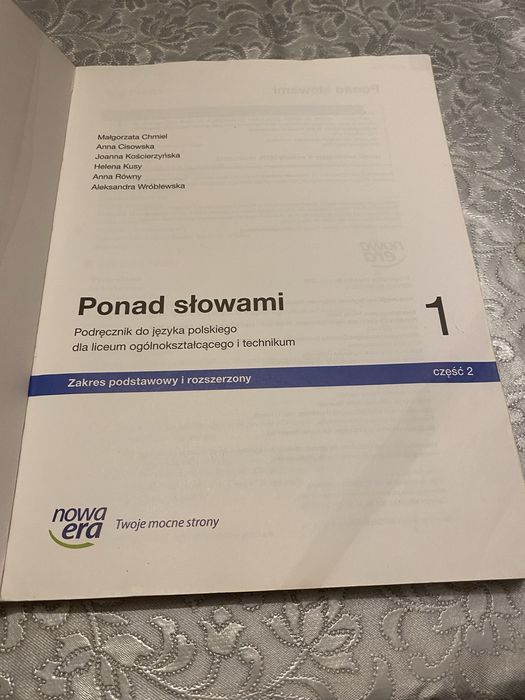 Małgorzata Chmiel
Anna Cisowska
Joanna Kościerzyńska
Helena Kusy
Anna Równy
Aleksandra Wróblewska
Ponad słowami
1
Podręcznik do języka polskiego
dla liceum ogólnokształcącego i technikum
Zakres podstawowy i rozszerzony
część 2
nowa
era
Twoje mocne strony